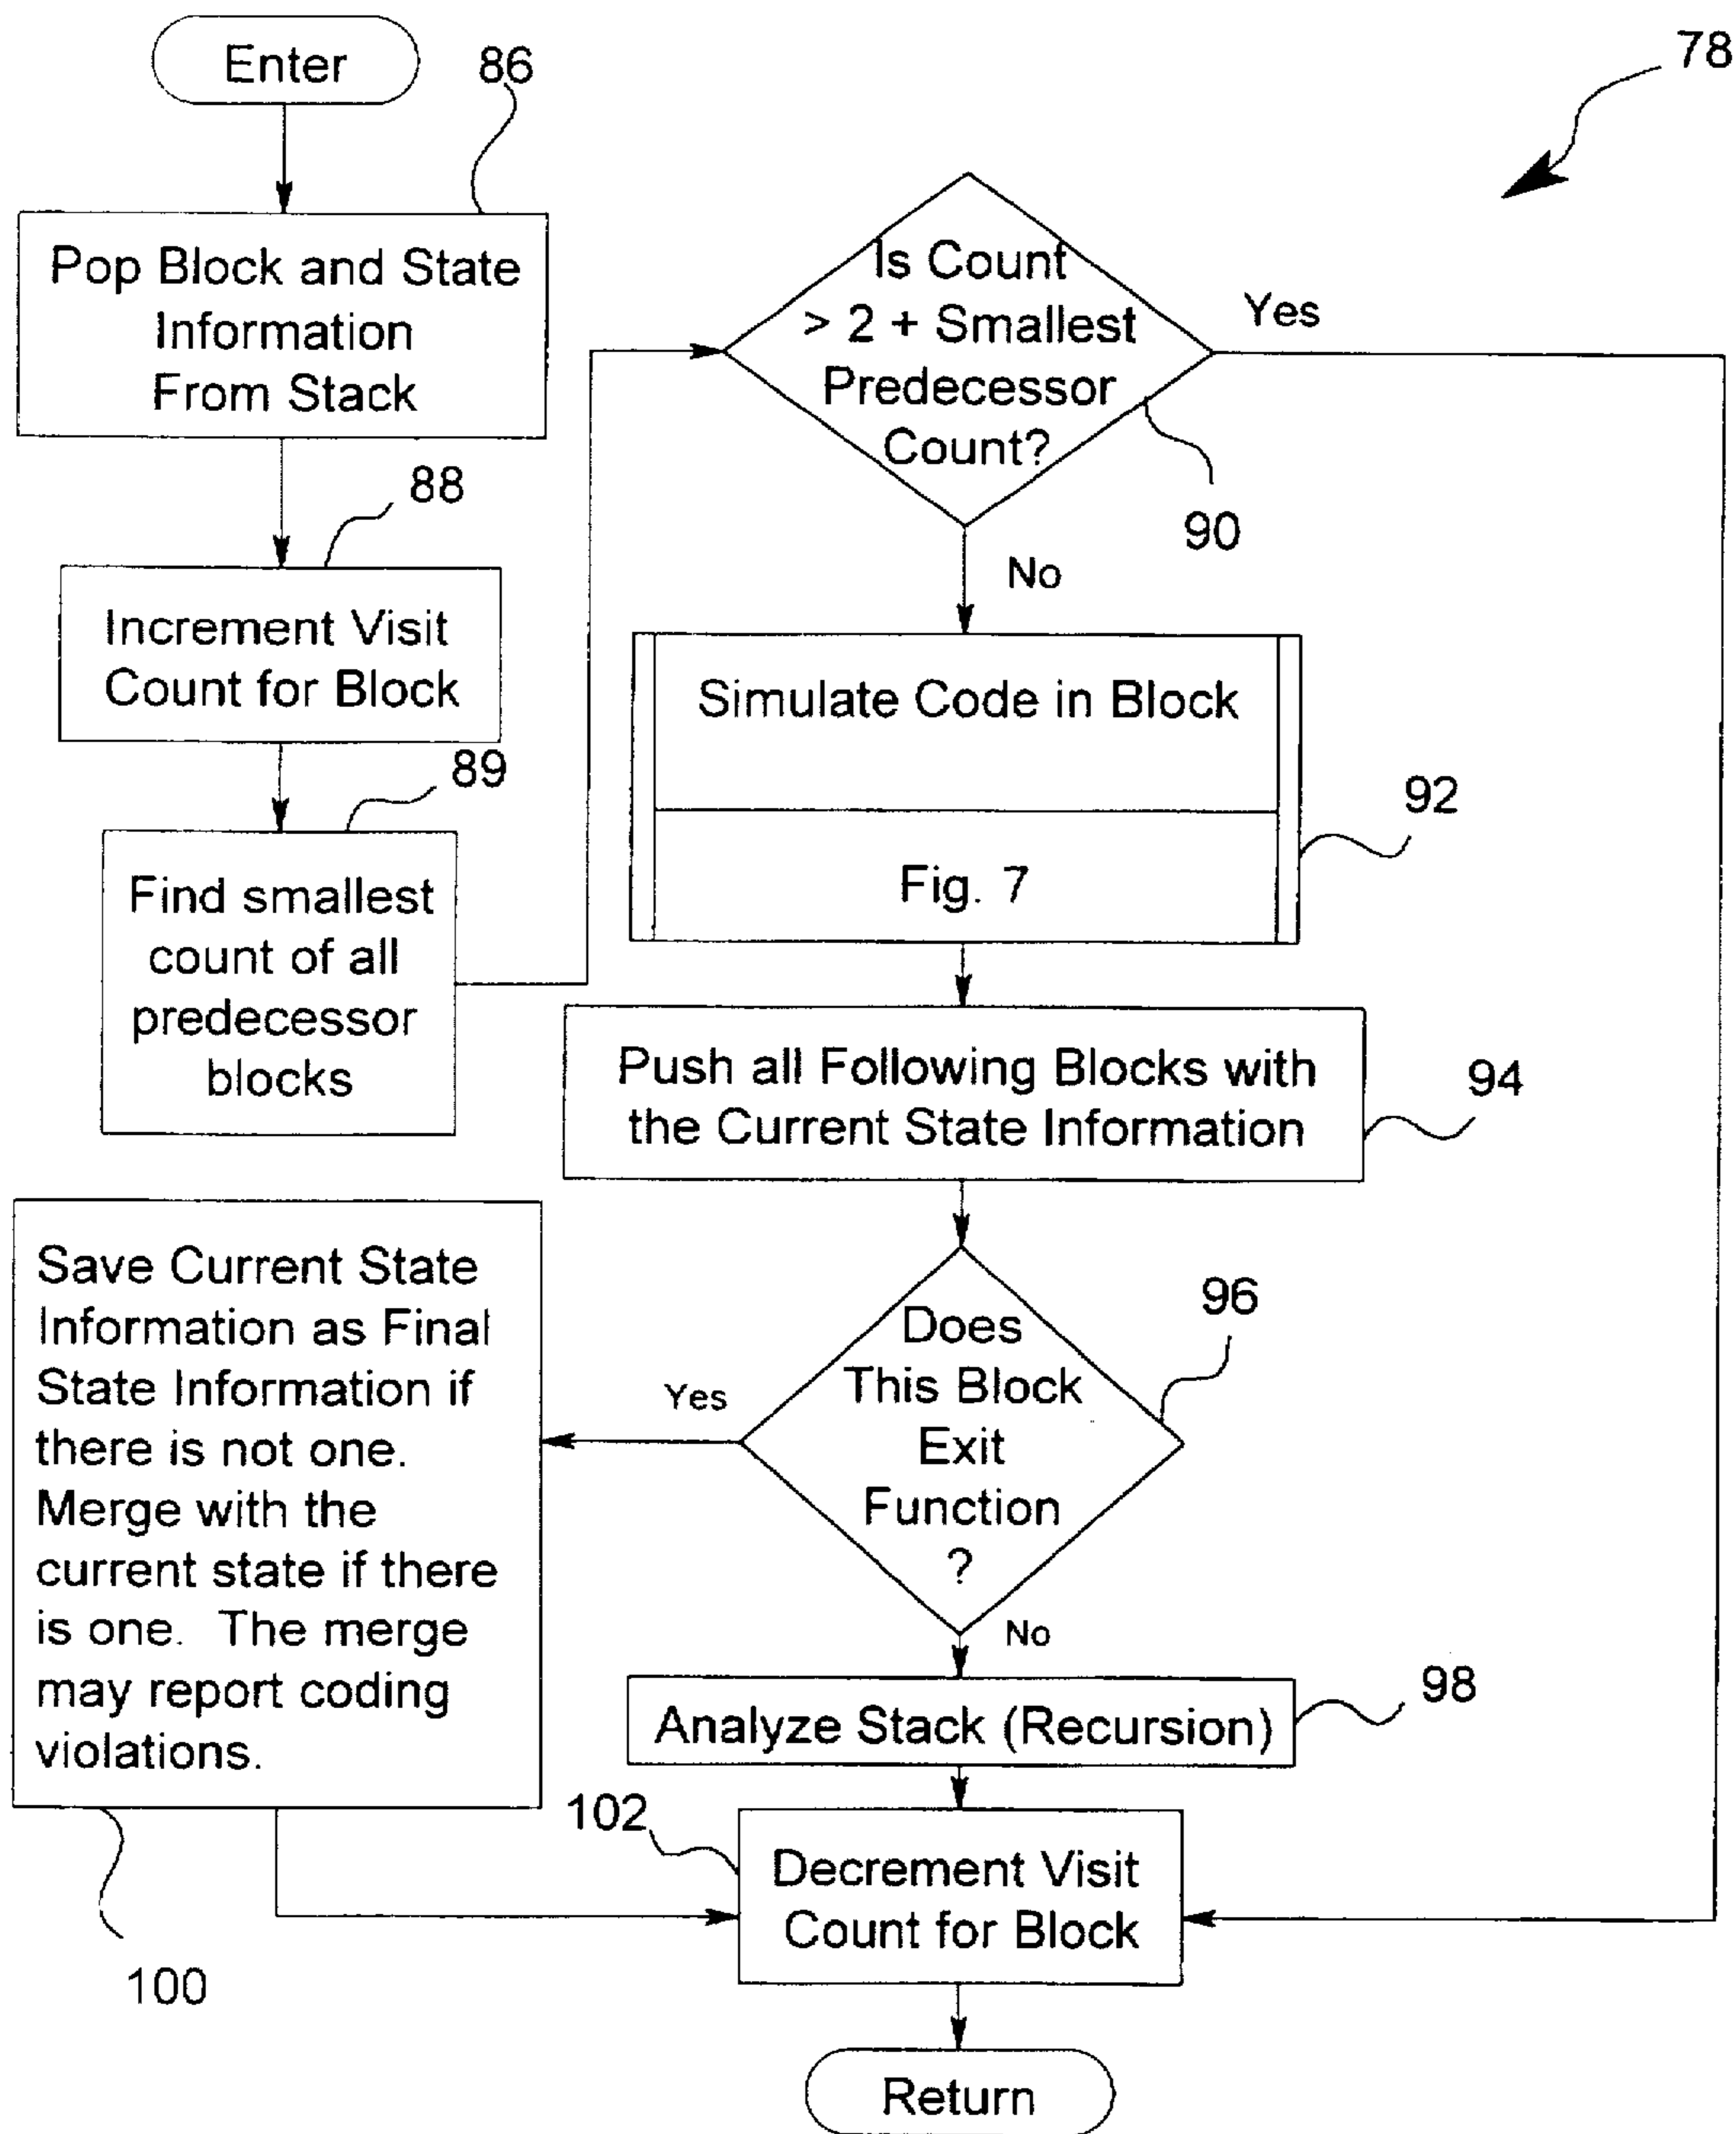 Enter
86
78
Pop Block and State
Information
From Stack
88
Increment Visit
Count for Block
89
Find smallest
count of all
predecessor
blocks
Is Count
> 2 + Smallest
Predecessor
Count?
Yes
90
No
Simulate Code in Block
Fig. 7
92
Push all Following Blocks with
the Current State Information
94
Does
This Block
Exit
Function
?
96
Yes
No
Save Current State
Information as Final
State Information if
there is not one.
Merge with the
current state if there
is one. The merge
may report coding
violations.
100
Analyze Stack (Recursion)
98
102
Decrement Visit
Count for Block
Return